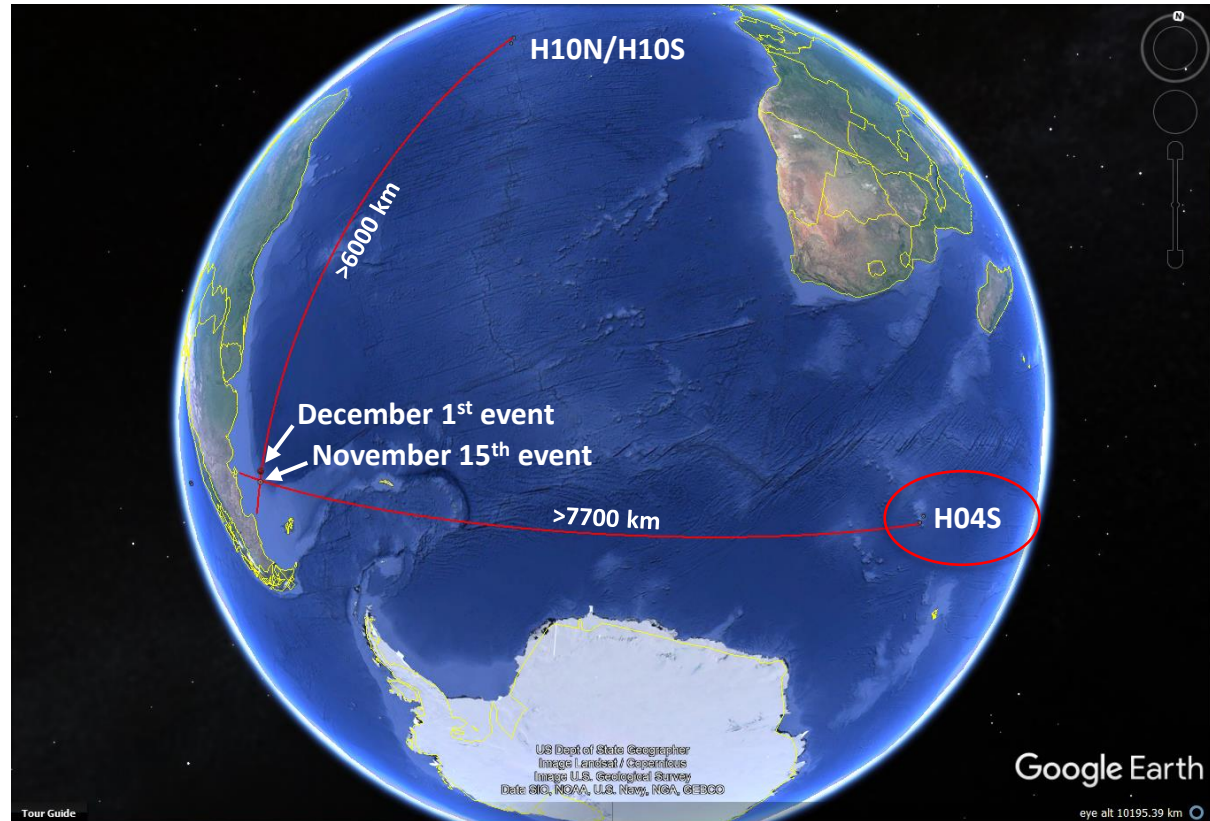 N
H10N/H10S
>6000 km
December 1st event
November 15th event
>7700 km
H04S
US Dept of State Geographer
Image Landsat / Copernicus
Image U.S. Geological Survey
Data SIO, NOAA, U.S. Navy, NGA, GEBCO
Google Earth
Tour Guide
eye alt 10195.39 km